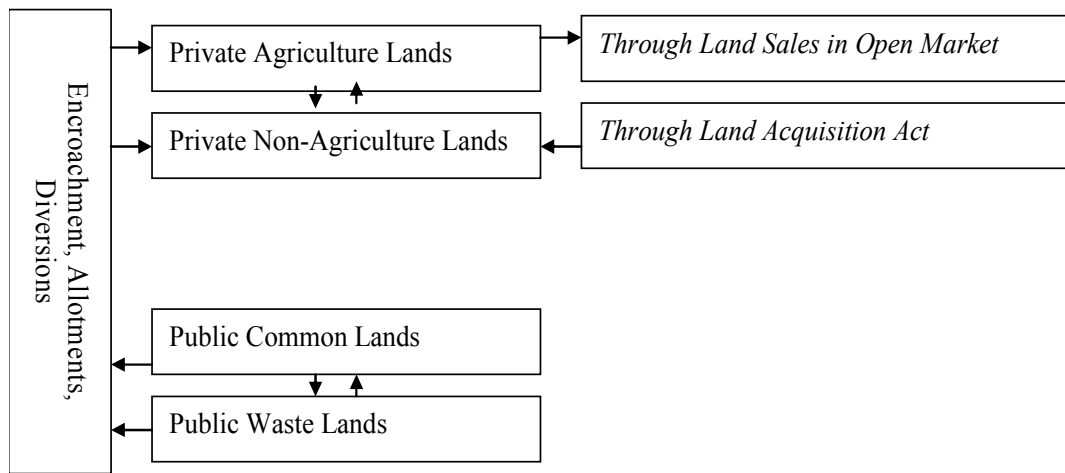 Encroachment, Allotments,
Diversions
Private Agriculture Lands
Through Land Sales in Open Market
Private Non-Agriculture Lands
Through Land Acquisition Act
Public Common Lands
Public Waste Lands